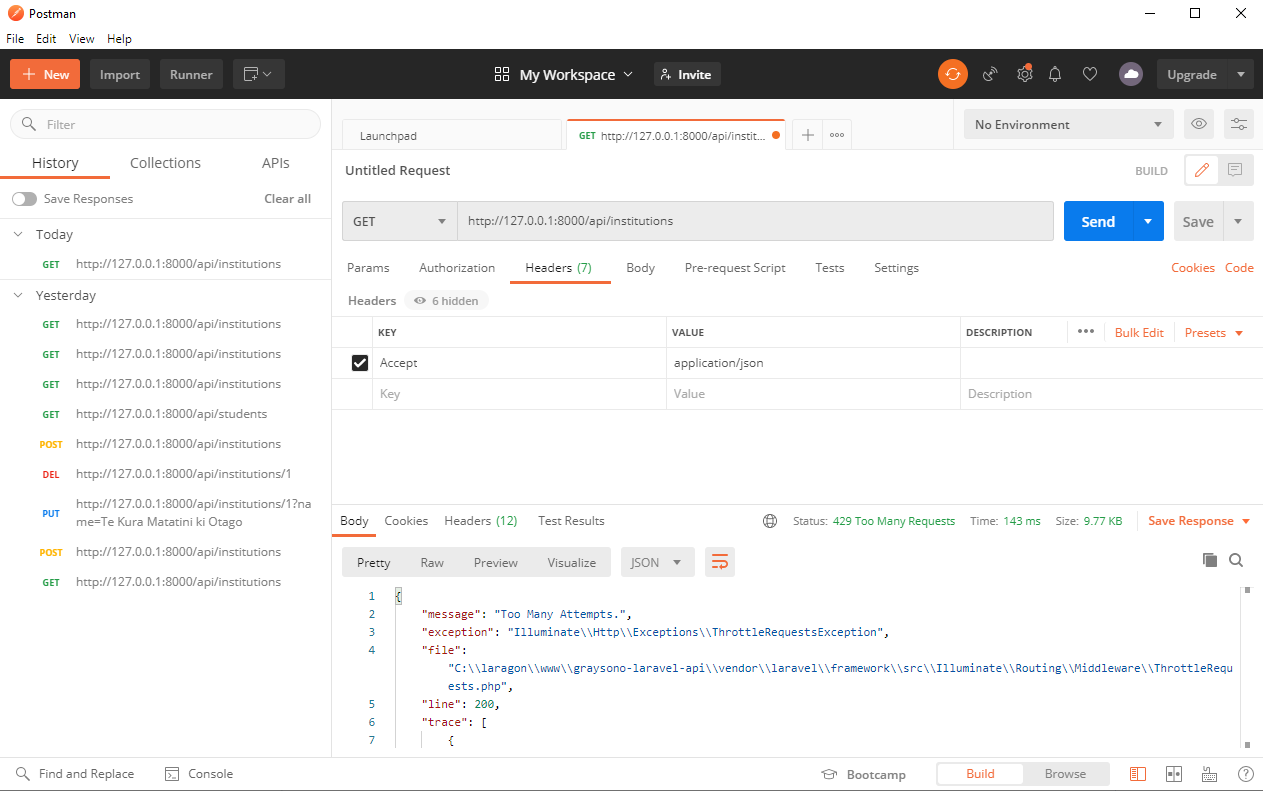 Postman
File Edit View Help
New Import Runner My Workspace Invite Upgrade
Filter
History Collections APIs
Save Responses Clear all
Today
GET http://127.0.0.1:8000/api/institutions
Yesterday
GET http://127.0.0.1:8000/api/institutions
GET http://127.0.0.1:8000/api/institutions
GET http://127.0.0.1:8000/api/institutions
GET http://127.0.0.1:8000/api/students
POST http://127.0.0.1:8000/api/institutions
DEL http://127.0.0.1:8000/api/institutions/1
PUT http://127.0.0.1:8000/api/institutions/1?na
me=Te Kura Matatini ki Otago
POST http://127.0.0.1:8000/api/institutions
GET http://127.0.0.1:8000/api/institutions
Launchpad GET http://127.0.0.1:8000/api/instit... No Environment
Untitled Request BUILD
GET http://127.0.0.1:8000/api/institutions Send Save
Params Authorization Headers (7) Body Pre-request Script Tests Settings Cookies Code
Headers 6 hidden
KEY VALUE DESCRIPTION Bulk Edit Presets
Accept application/json
Key Value Description
Body Cookies Headers (12) Test Results Status: 429 Too Many Requests Time: 143 ms Size: 9.77 KB Save Response
Pretty Raw Preview Visualize JSON
1 {
2 "message": "Too Many Attempts.",
3 "exception": "Illuminate\\Http\\Exceptions\\ThrottleRequestsException",
4 "file":
"C:\\laragon\\www\\graysono-laravel-api\\vendor\\laravel\\framework\\src\\Illuminate\\Routing\\Middleware\\ThrottleRequ
ests.php",
5 "line": 200,
6 "trace": [
7 {
Find and Replace Console Bootcamp Build Browse